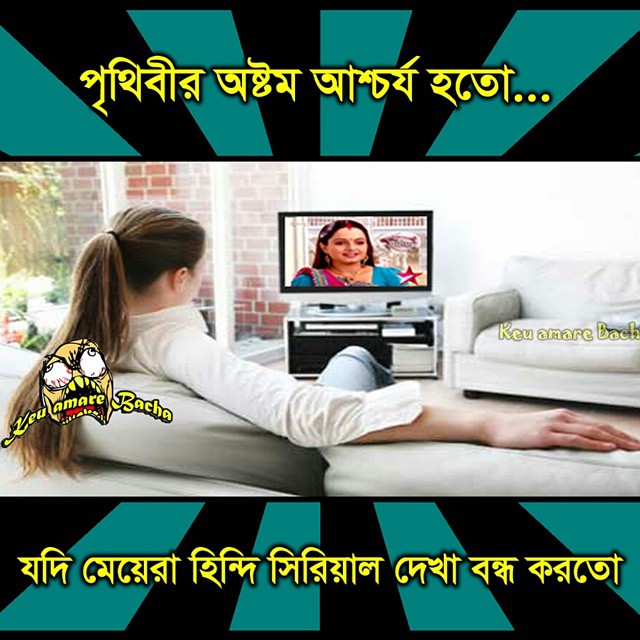 পৃথিবীর অষ্টম আশ্চর্য হতো...
Keu amare Bacha
Keu amare Bacha
যদি মেয়েরা হিন্দি সিরিয়াল দেখা বন্ধ করতো